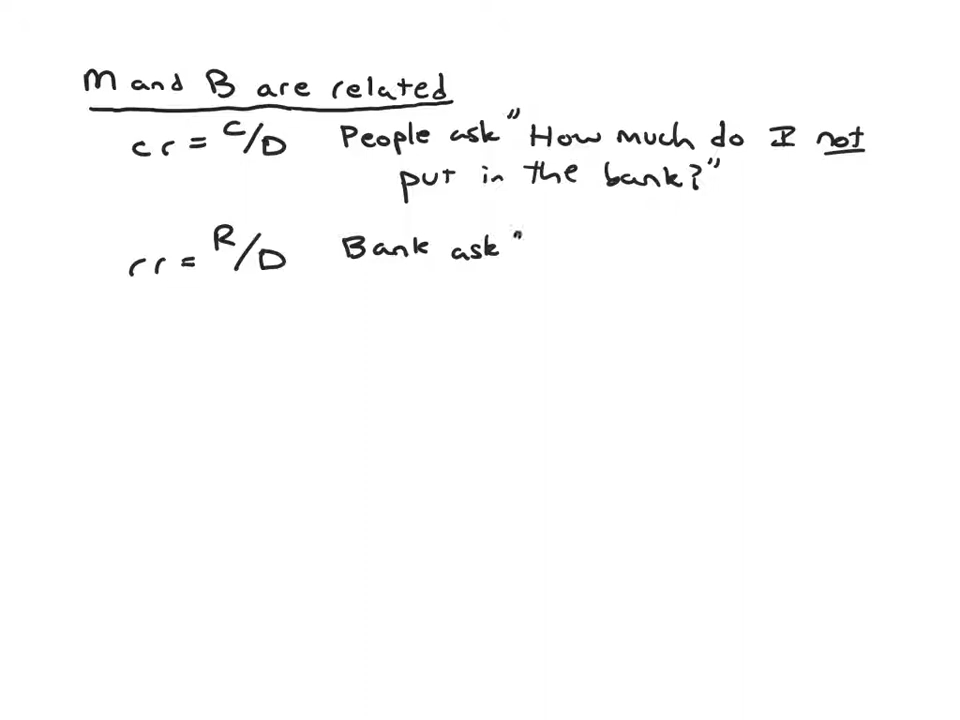 M and B are related
cr = C/D People ask "How much do I not
put in the bank?"
rr = R/D Bank ask "